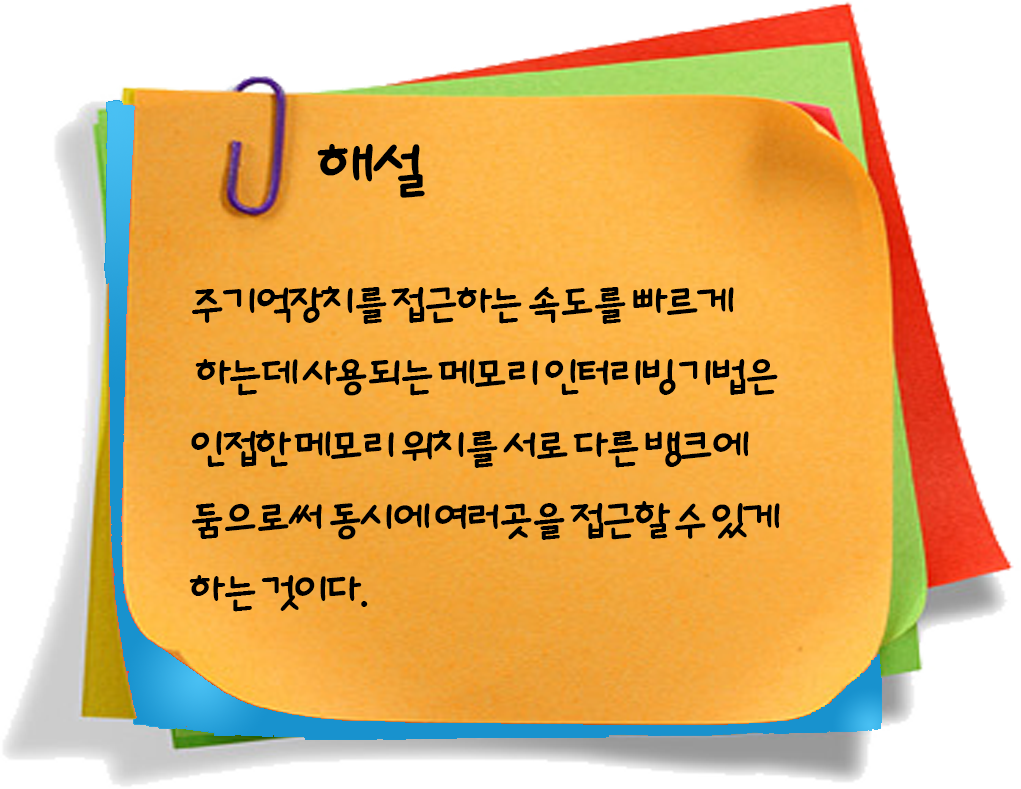 해설
주기억장치를 접근하는 속도를 빠르게
하는데 사용되는 메모리 인터리빙 기법은
인접한 메모리 위치를 서로 다른 뱅크에
둠으로써 동시에 여러곳을 접근할 수 있게
하는 것이다.